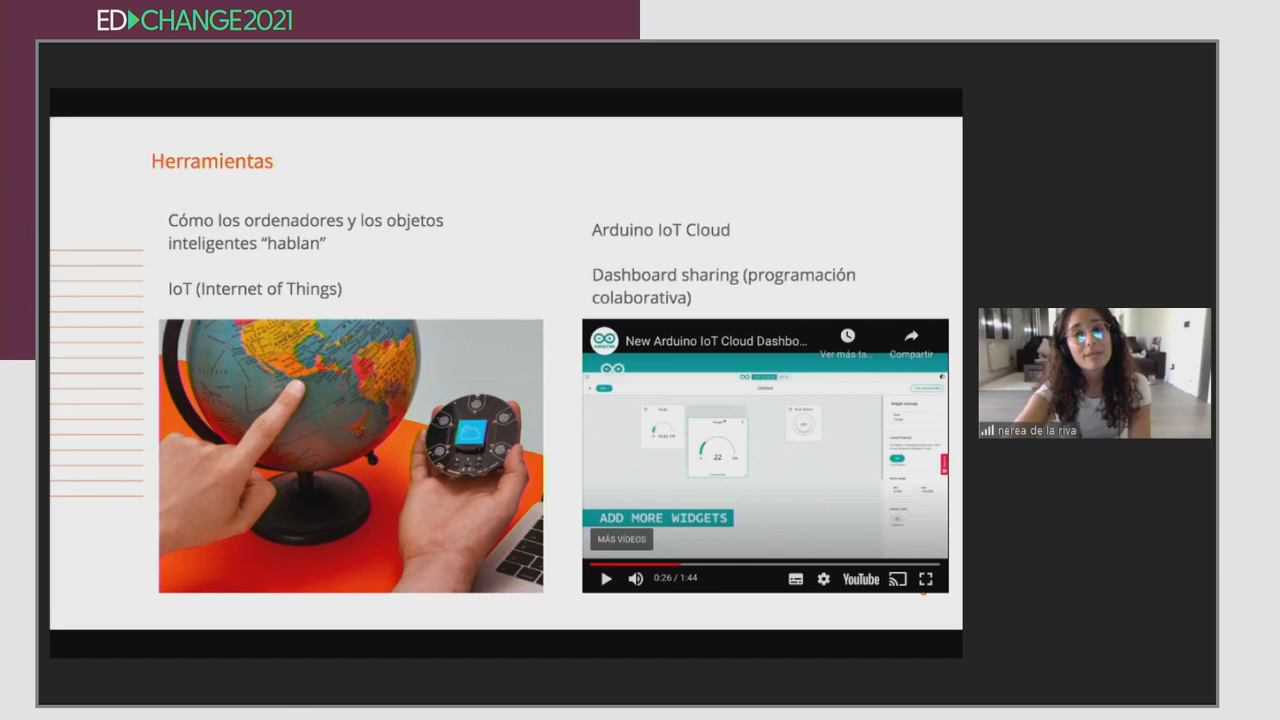 ED CHANGE2021
Herramientas
Cómo los ordenadores y los objetos
inteligentes “hablan”
IoT (Internet of Things)
Arduino IoT Cloud
Dashboard sharing (programación
colaborativa)
New Arduino IoT Cloud Dashbo...
Ver más ta...
Compartir
22
ADD MORE WIDGETS
MÁS VÍDEOS
0:26 / 1:44
YouTube
nerea de la riva